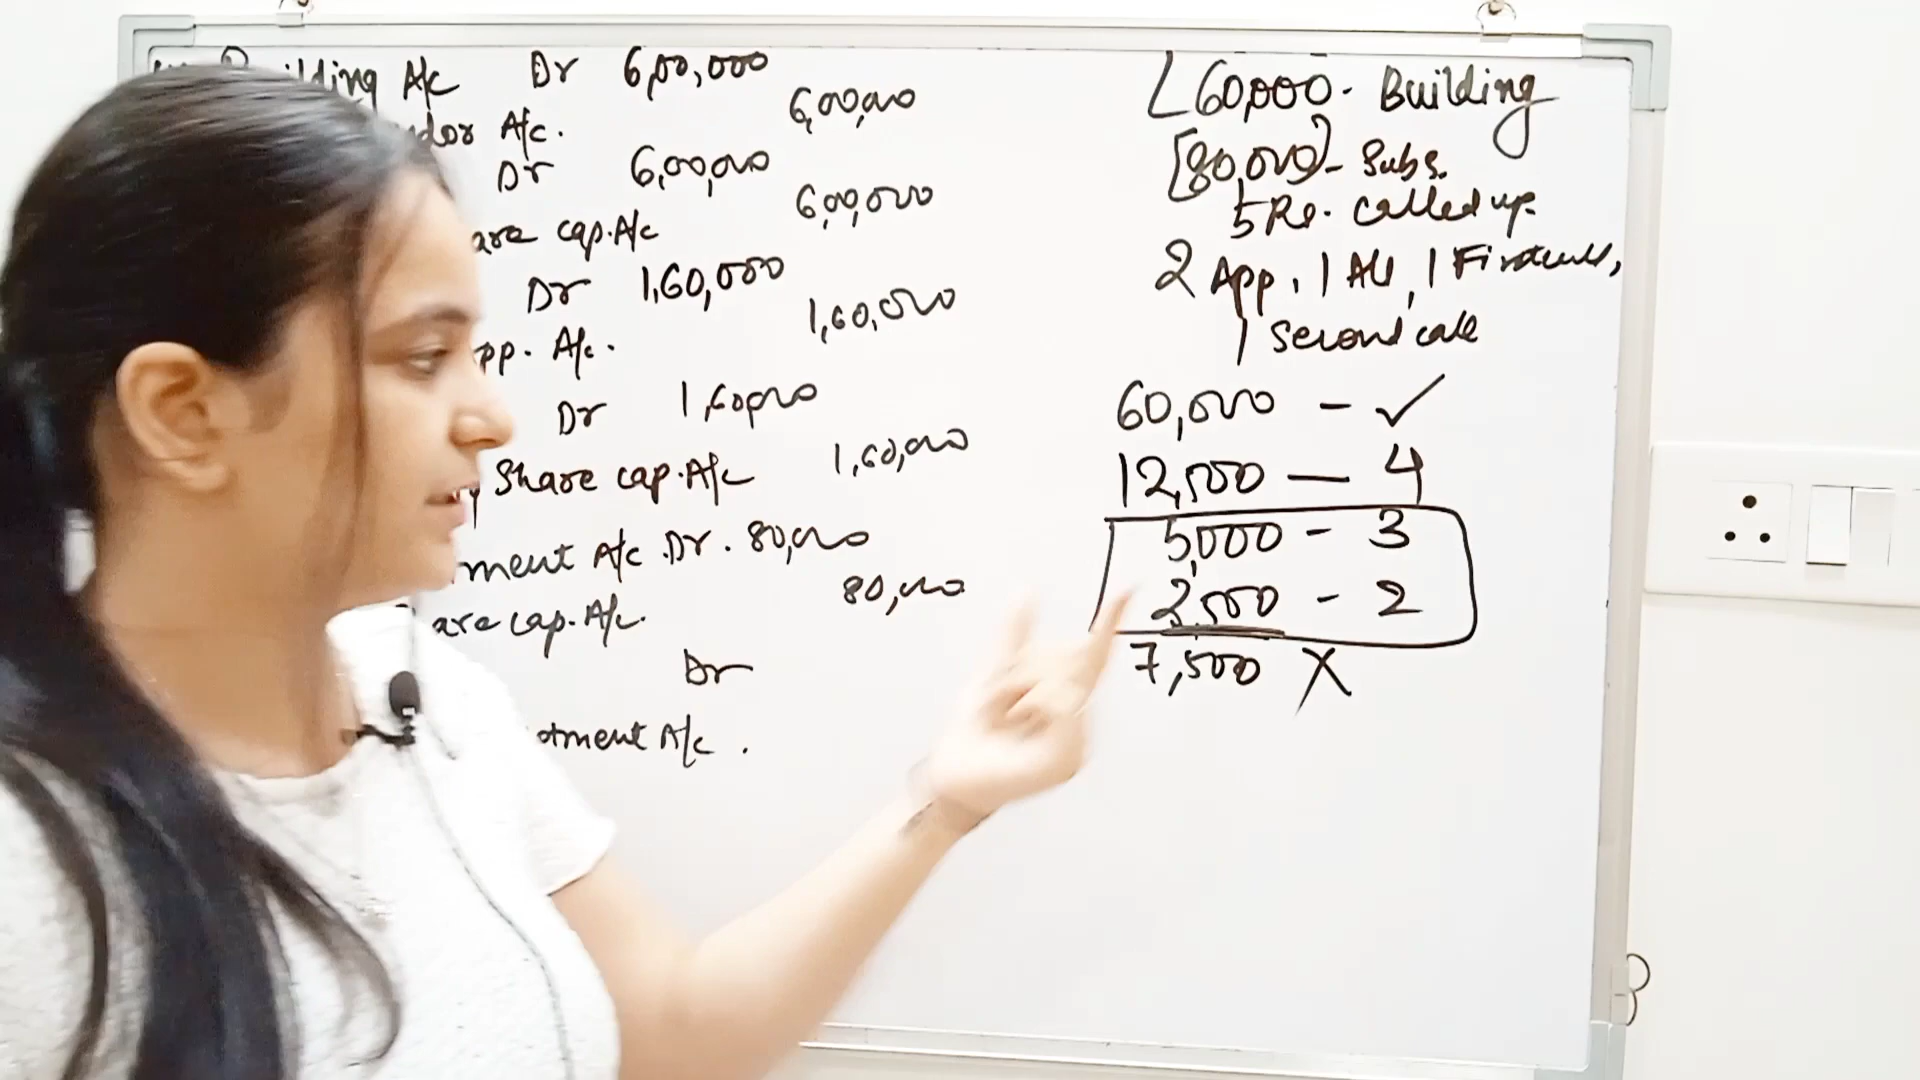 ilding A/c Dr 6,00,000
dor A/c. 6,00,000
Dr 6,00,000
are cap. A/c 6,00,000
Dr 1,60,000
pp. A/c. 1,60,000
Dr 1,60,000
y Share cap. A/c 1,60,000
ment A/c. Dr. 80,000
are cap. A/c. 80,000
Dr
otment A/c.
60,000 - Building
[80,000] - Subs.
5 Re. called up.
2 App, 1 All, 1 First call,
1 Second call
60,000 - ✓
12,500 - 4
5,000 - 3
2,500 - 2
7,500 X